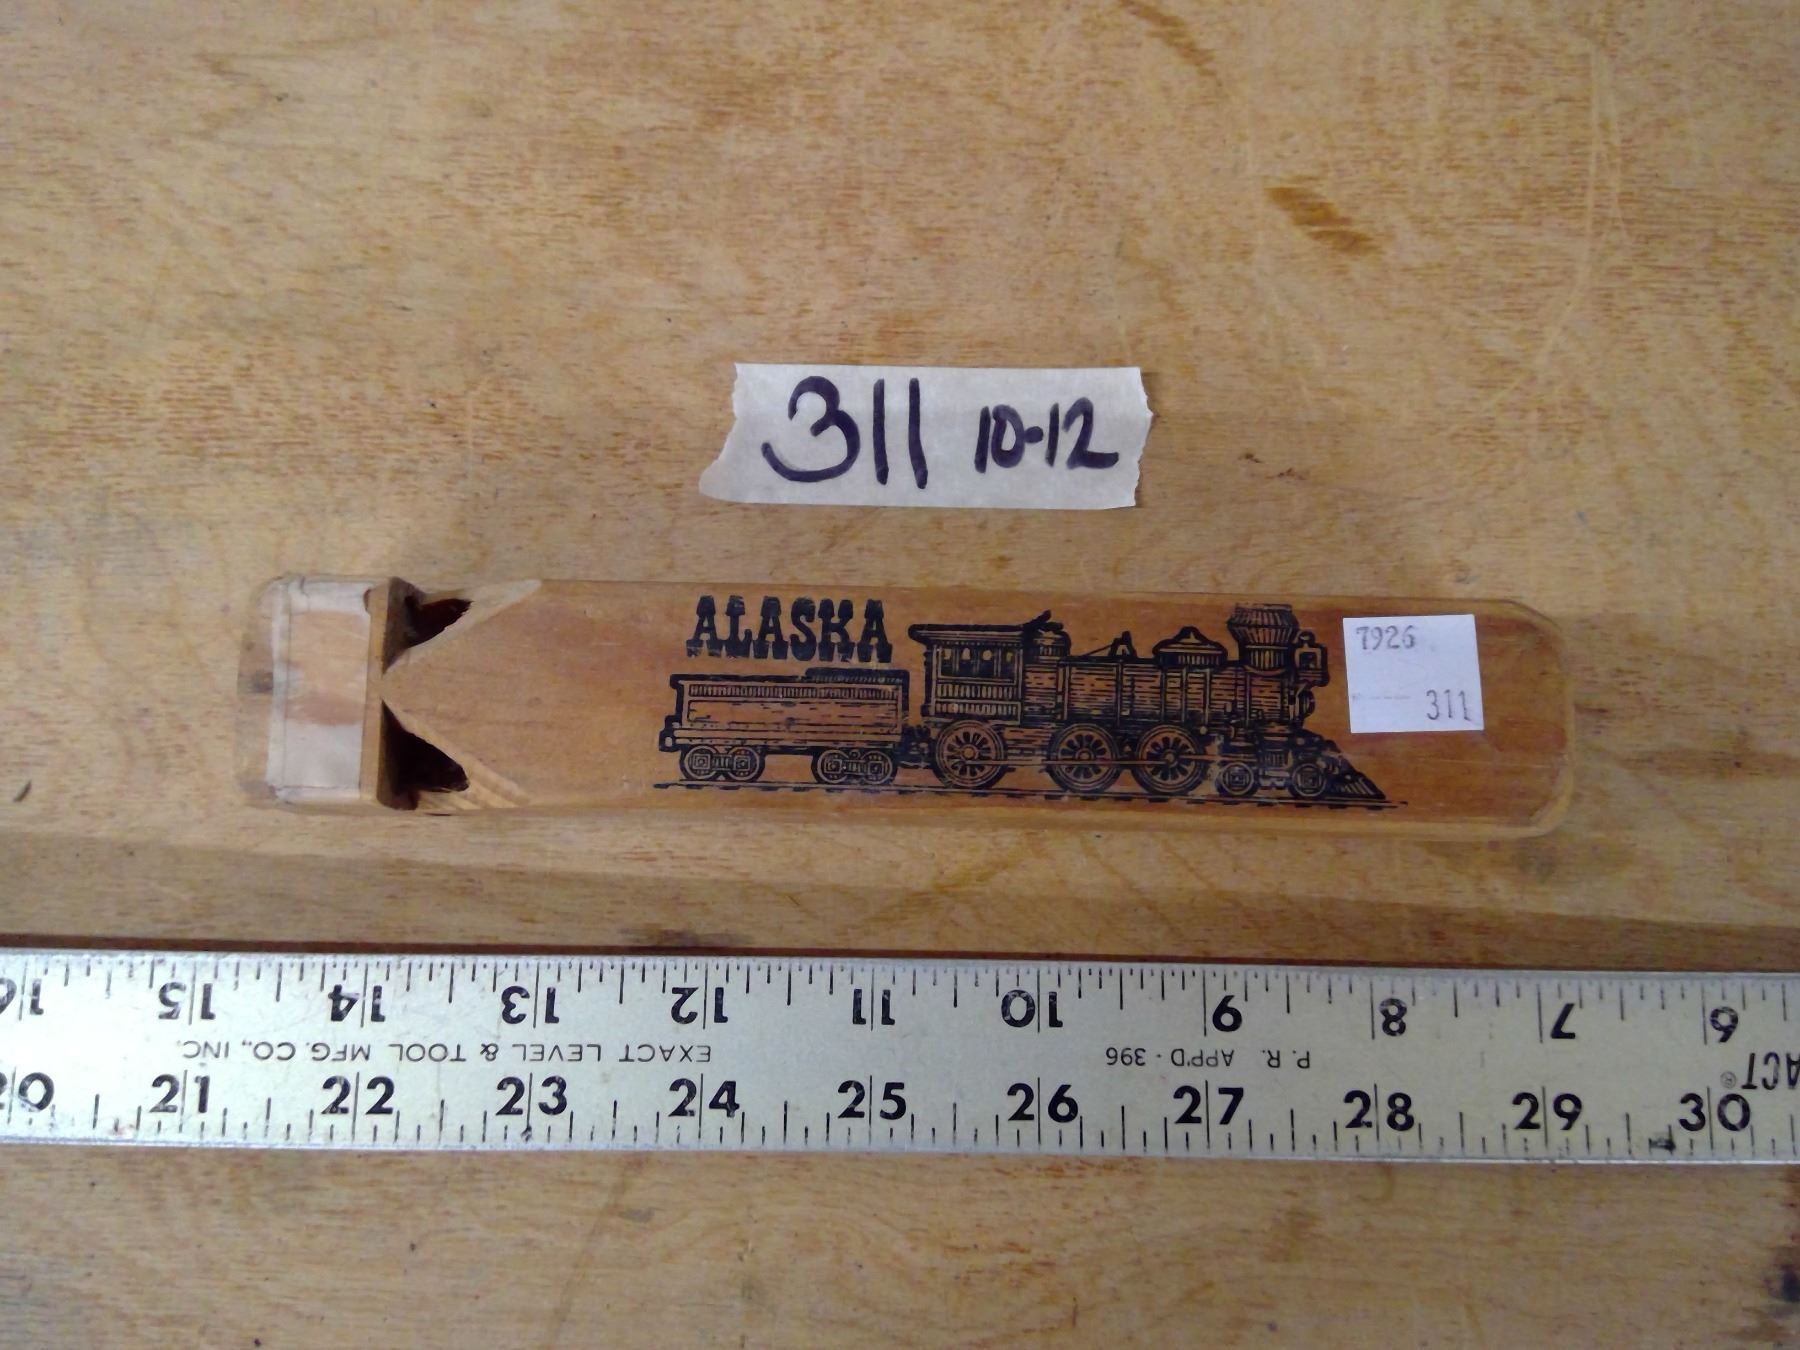 311 10-12
ALASKA
7926
311
16 15 14 13 12 11 10 9 8 7 6
EXACT LEVEL & TOOL MFG. CO., INC.
P. R. APP'D - 396
21 22 23 24 25 26 27 28 29 30